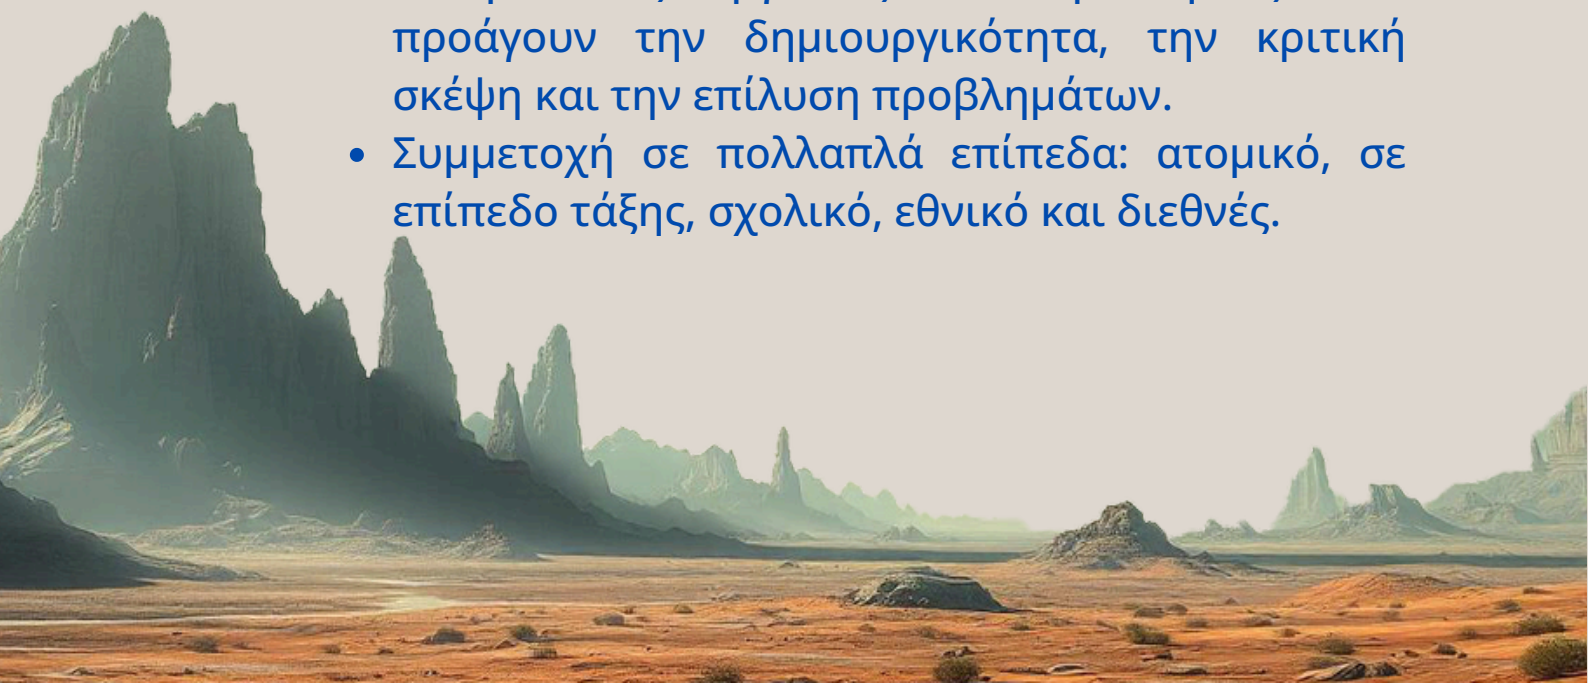 προάγουν την δημιουργικότητα, την κριτική
σκέψη και την επίλυση προβλημάτων.
• Συμμετοχή σε πολλαπλά επίπεδα: ατομικό, σε
επίπεδο τάξης, σχολικό, εθνικό και διεθνές.